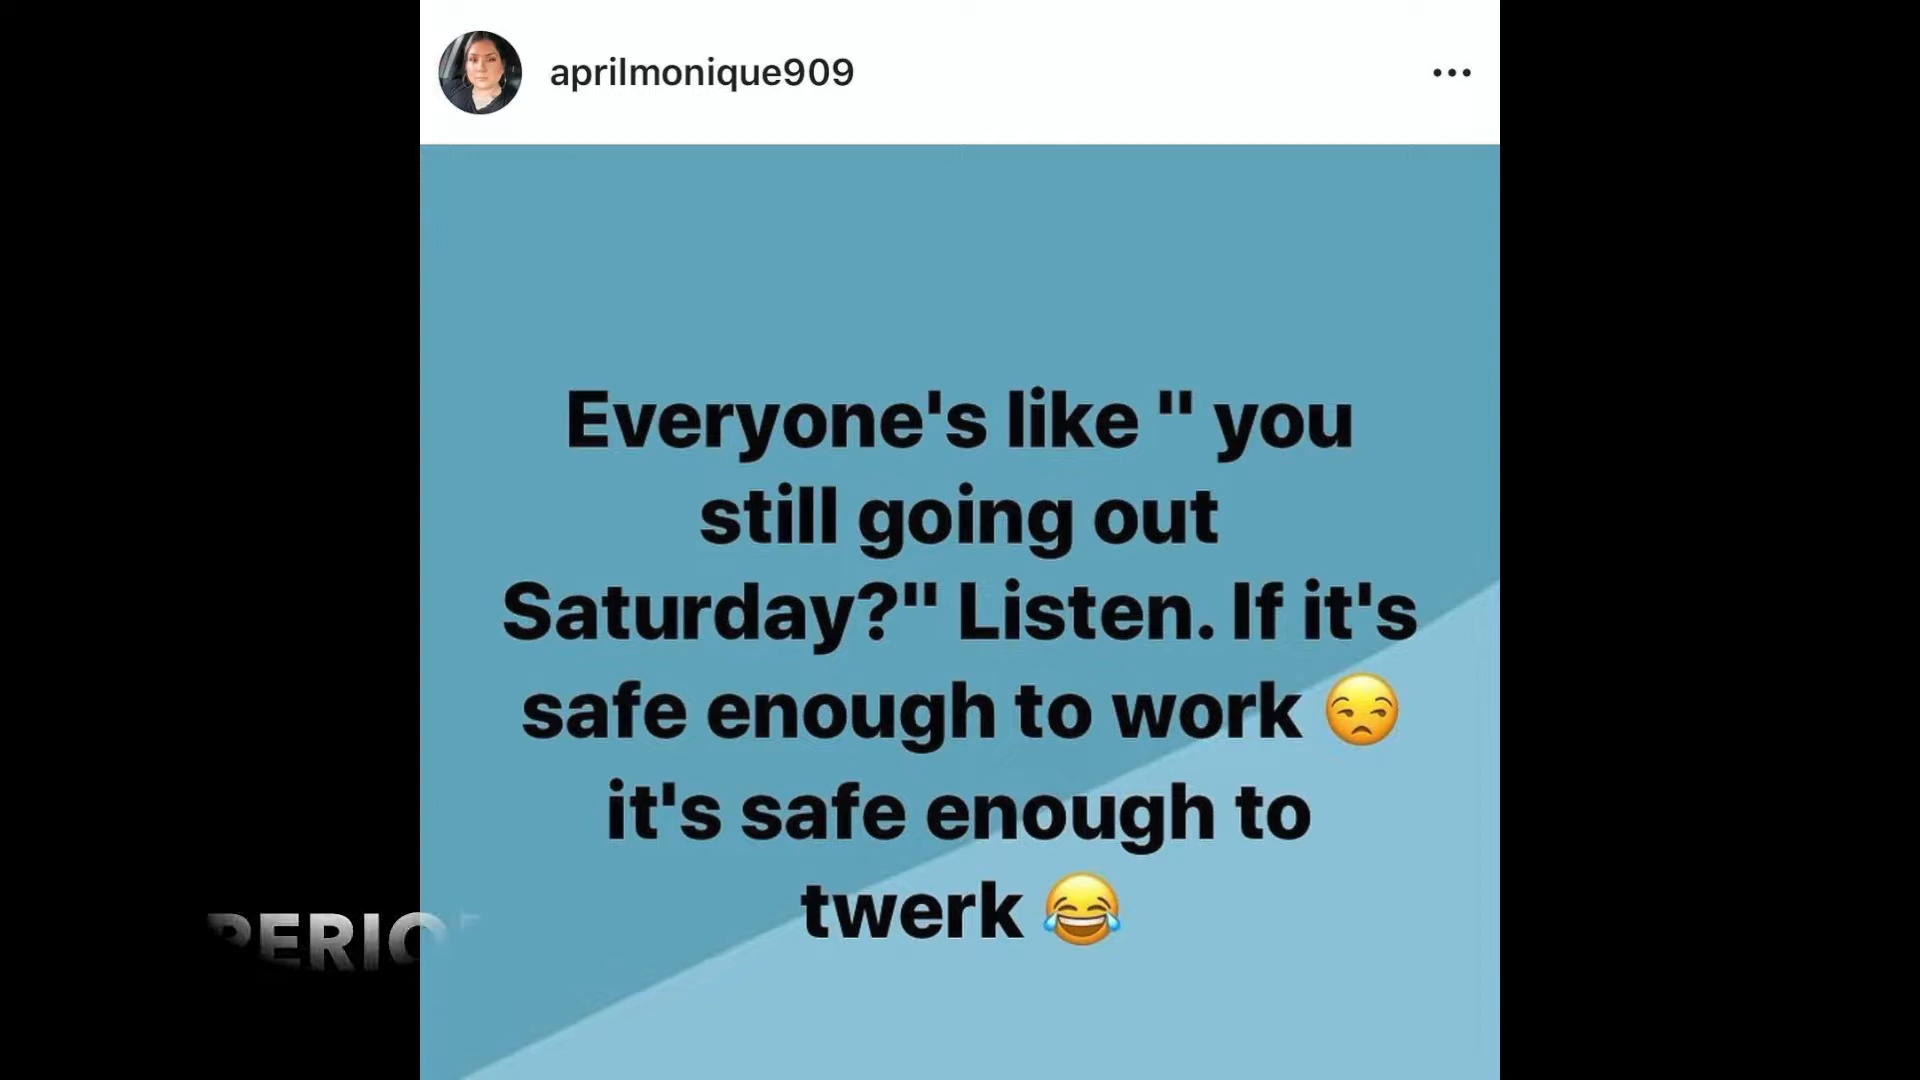 aprilmonique909
Everyone's like " you
still going out
Saturday?" Listen. If it's
safe enough to work 😒
it's safe enough to
twerk 😂
PERIO